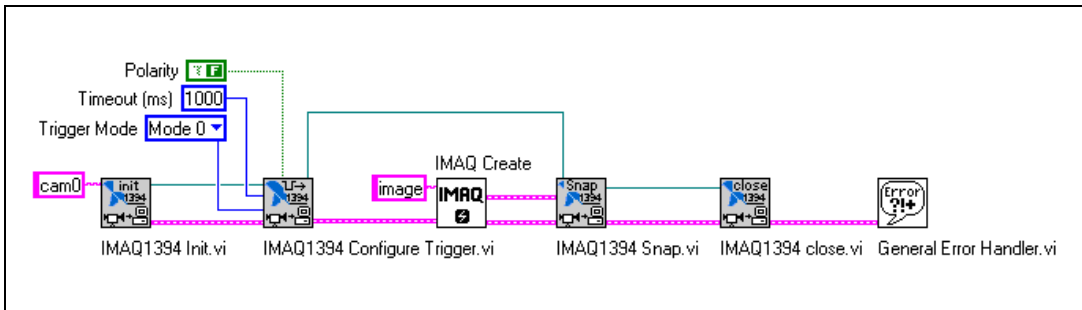 Polarity F
Timeout (ms) 1000
Trigger Mode Mode 0
IMAQ Create
cam0 init 1394 1394 image IMAQ Snap 1394 close 1394 Error ?!+
IMAQ1394 Init.vi IMAQ1394 Configure Trigger.vi IMAQ1394 Snap.vi IMAQ1394 close.vi General Error Handler.vi